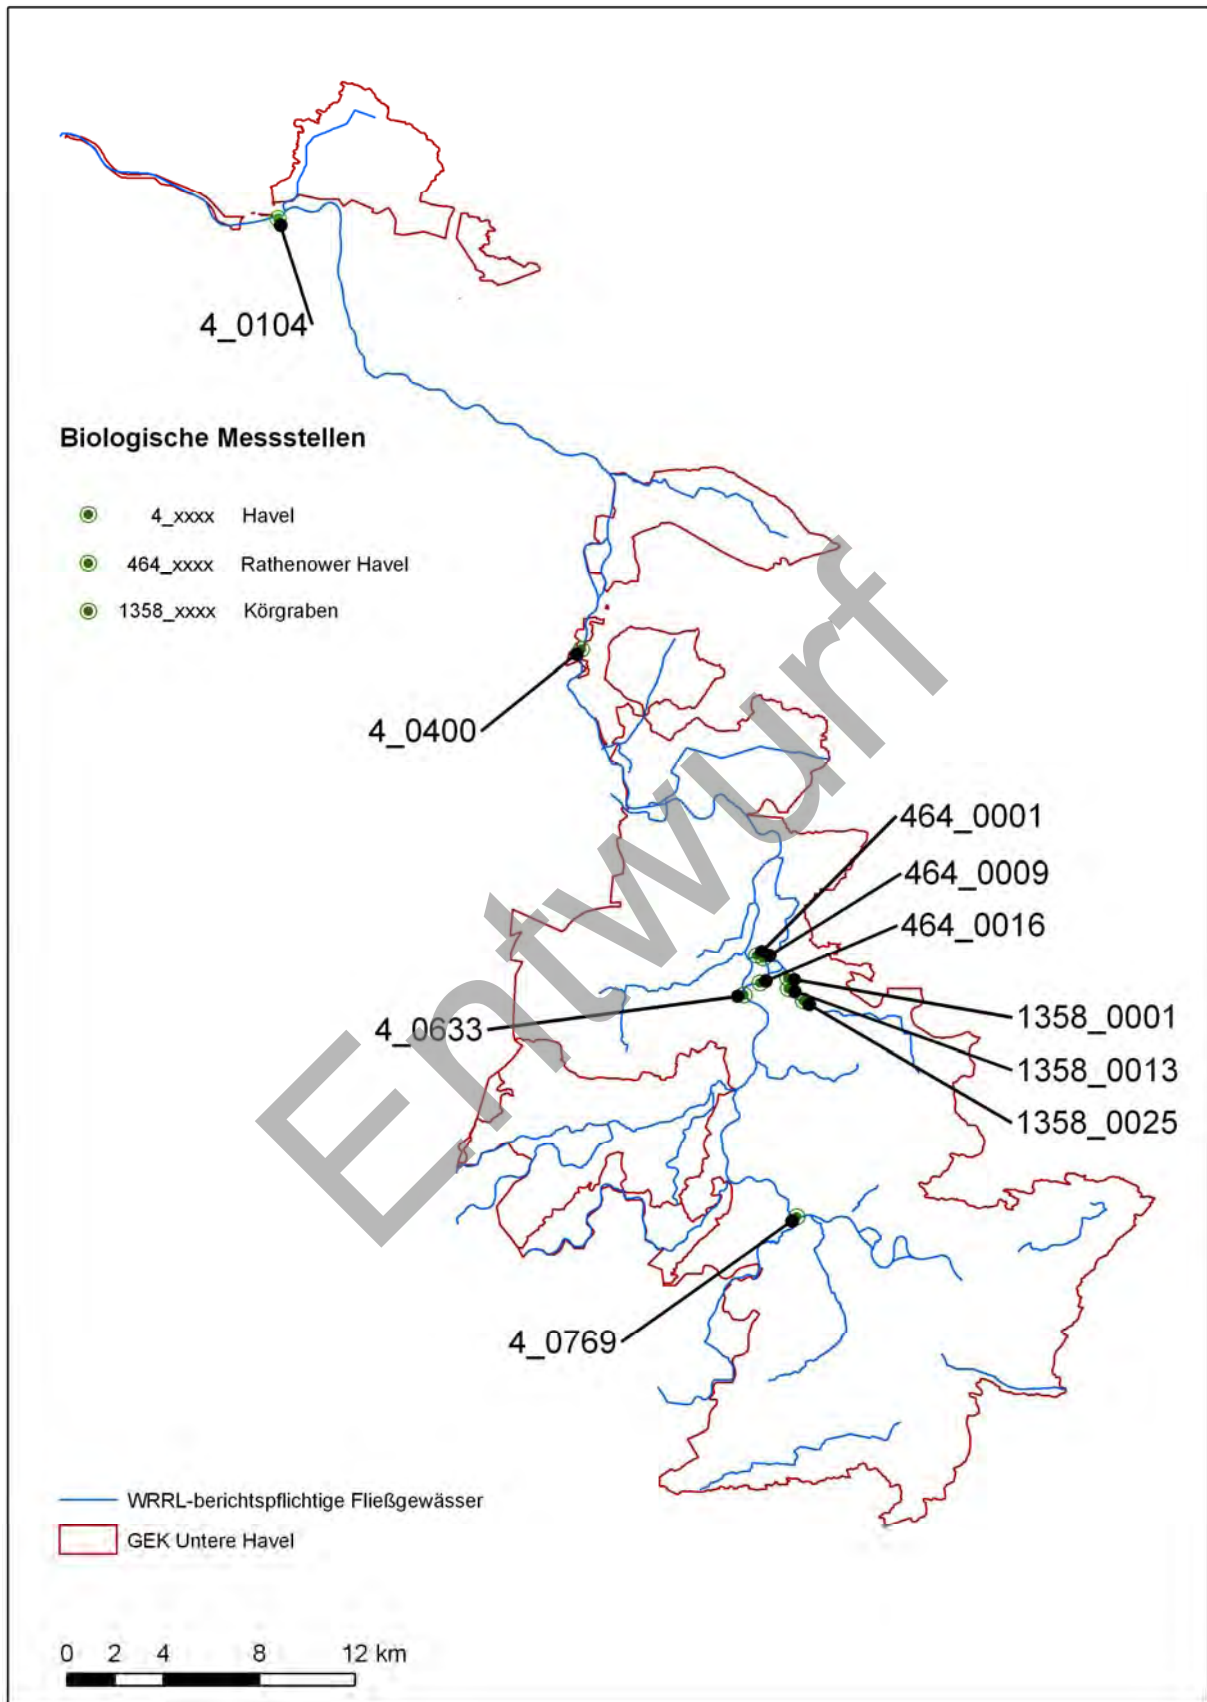 4_0104
Biologische Messstellen
4_xxxx Havel
464_xxxx Rathenower Havel
1358_xxxx Körgraben
4_0400
464_0001
464_0009
464_0016
4_0633
1358_0001
1358_0013
1358_0025
4_0769
Entwurf
WRRL-berichtspflichtige Fließgewässer
GEK Untere Havel
0 2 4 8 12 km